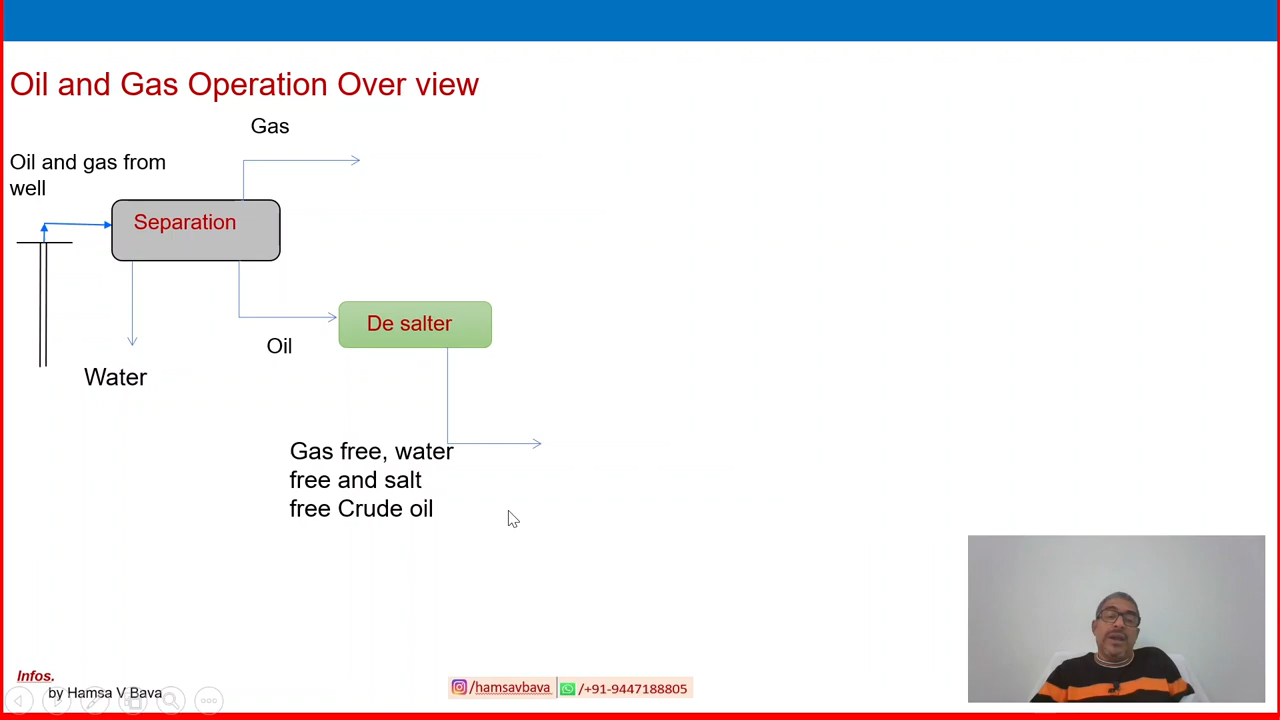 Oil and Gas Operation Over view
Gas
Oil and gas from
well
Separation
De salter
Oil
Water
Gas free, water
free and salt
free Crude oil
Infos.
by Hamsa V Bava
/hamsavbava
/+91-9447188805